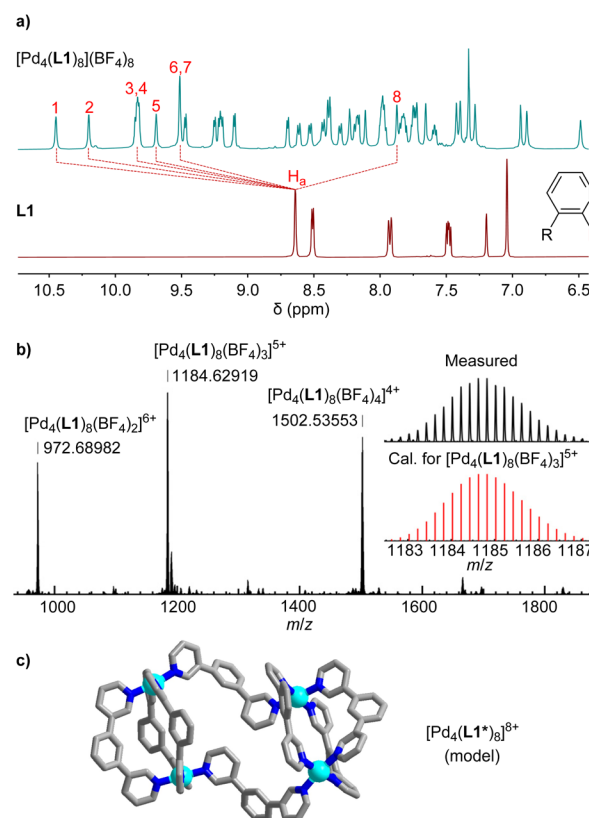 a)
[Pd₄(L1)₈](BF₄)₈
1 2 3,4 5 6,7 8
Hₐ
L1
R
10.5 10.0 9.5 9.0 8.5 8.0 7.5 7.0 6.5
δ (ppm)
b)
[Pd₄(L1)₈(BF₄)₃]⁵⁺
1184.62919
[Pd₄(L1)₈(BF₄)₂]⁶⁺
972.68982
[Pd₄(L1)₈(BF₄)₄]⁴⁺
1502.53553
Measured
Cal. for [Pd₄(L1)₈(BF₄)₃]⁵⁺
1183 1184 1185 1186 1187
m/z
1000 1200 1400 1600 1800
m/z
c)
[Pd₄(L1*)₈]⁸⁺
(model)